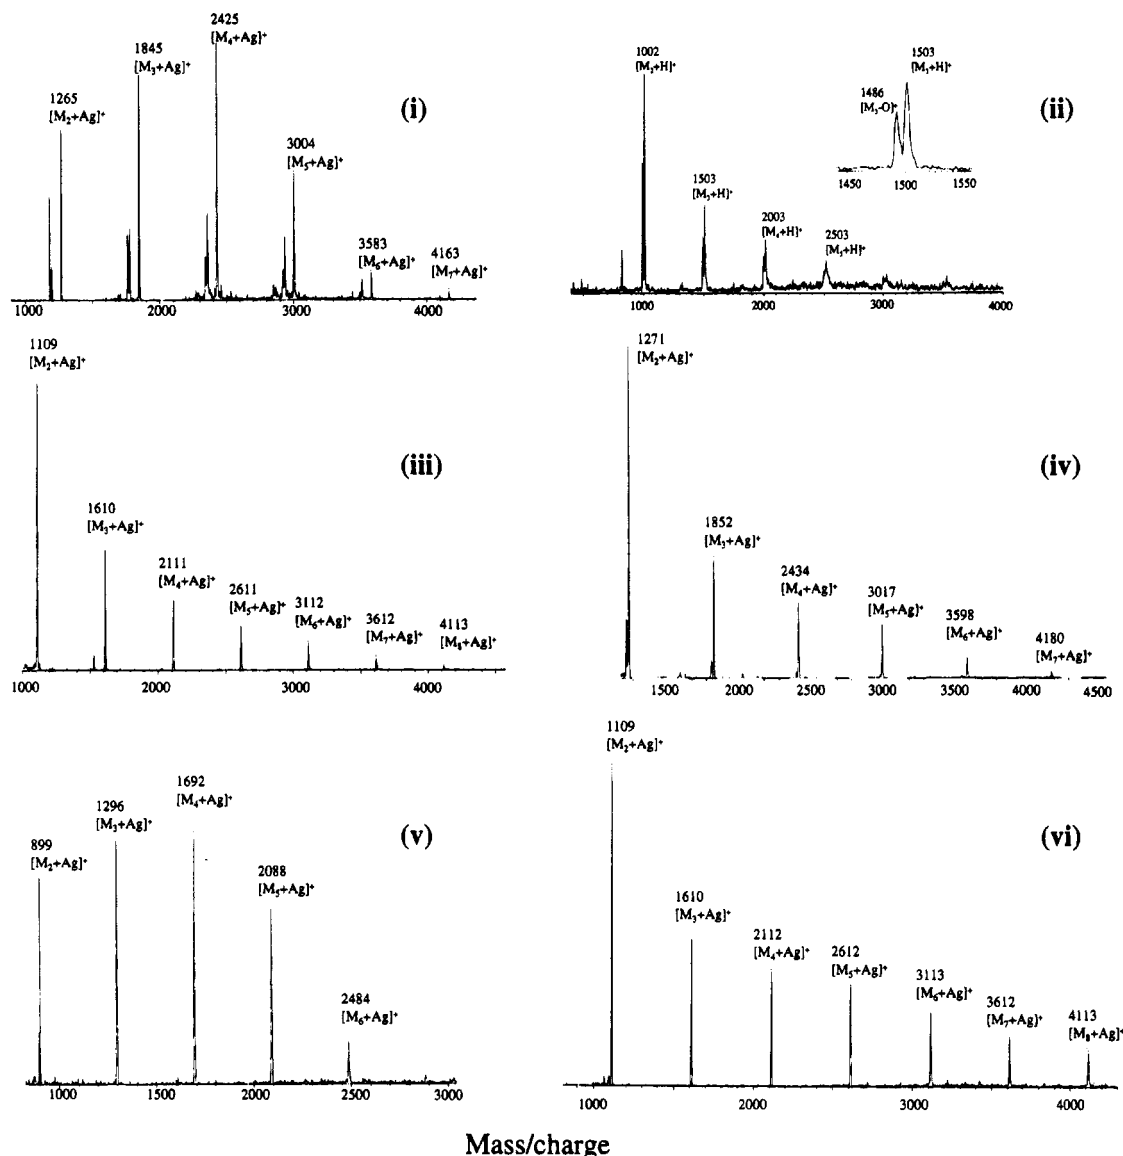 2425
[M₄+Ag]⁺
1845
[M₃+Ag]⁺
1265
[M₂+Ag]⁺
(i)
3004
[M₅+Ag]⁺
3583
[M₆+Ag]⁺
4163
[M₇+Ag]⁺
1000 2000 3000 4000
1002
[M₂+H]⁺
1503
[M₃+H]⁺
1486
[M₃-O]⁺
(ii)
1450 1500 1550
1503
[M₃+H]⁺
2003
[M₄+H]⁺
2503
[M₅+H]⁺
1000 2000 3000 4000
1109
[M₂+Ag]⁺
(iii)
1610
[M₃+Ag]⁺
2111
[M₄+Ag]⁺
2611
[M₅+Ag]⁺
3112
[M₆+Ag]⁺
3612
[M₇+Ag]⁺
4113
[M₈+Ag]⁺
1000 2000 3000 4000
1271
[M₂+Ag]⁺
(iv)
1852
[M₃+Ag]⁺
2434
[M₄+Ag]⁺
3017
[M₅+Ag]⁺
3598
[M₆+Ag]⁺
4180
[M₇+Ag]⁺
1500 2000 2500 3000 3500 4000 4500
1692
[M₄+Ag]⁺
1296
[M₃+Ag]⁺
(v)
899
[M₂+Ag]⁺
2088
[M₅+Ag]⁺
2484
[M₆+Ag]⁺
1000 1500 2000 2500 3000
1109
[M₂+Ag]⁺
(vi)
1610
[M₃+Ag]⁺
2112
[M₄+Ag]⁺
2612
[M₅+Ag]⁺
3113
[M₆+Ag]⁺
3612
[M₇+Ag]⁺
4113
[M₈+Ag]⁺
1000 2000 3000 4000
Mass/charge